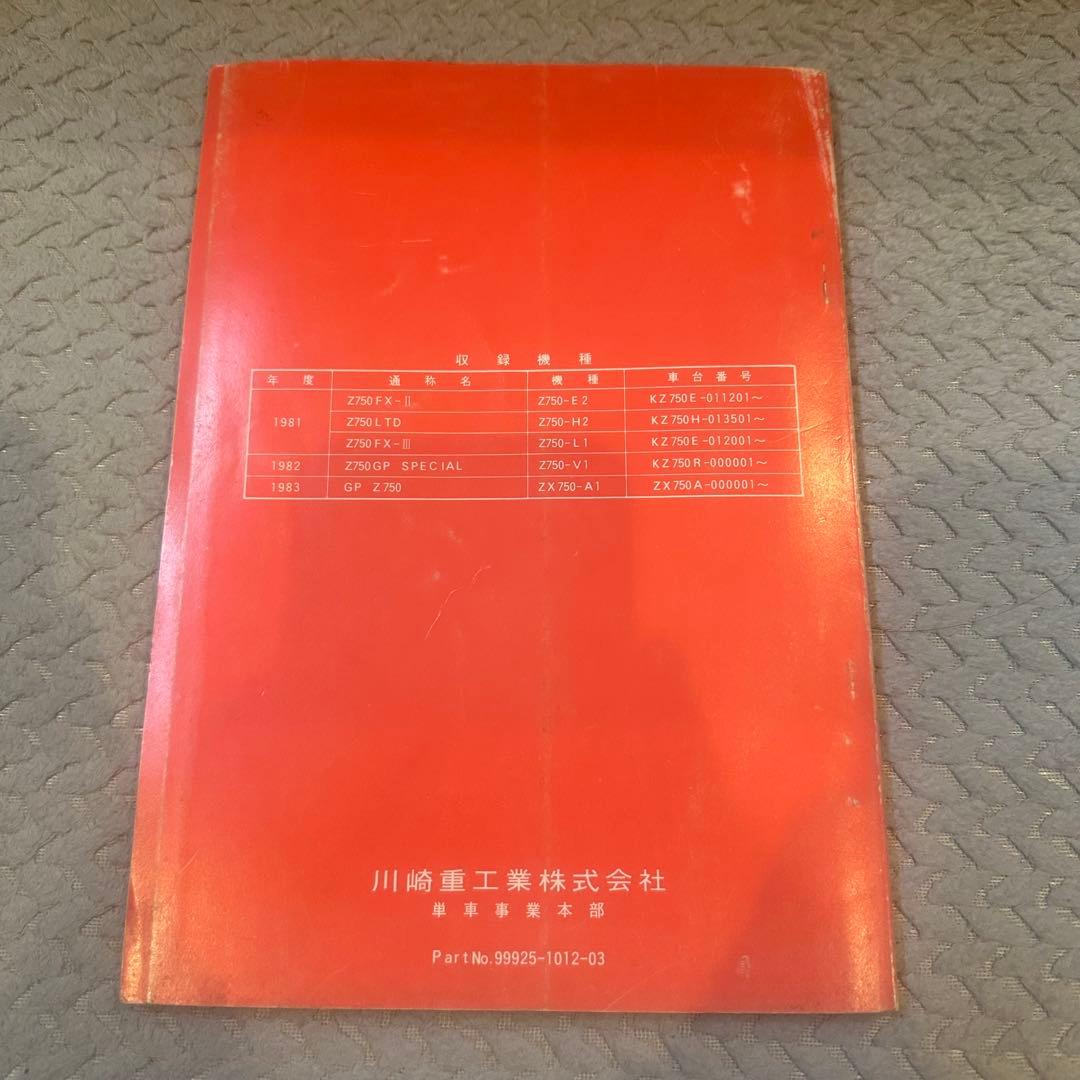 収録機種
年度 通称名 機種 車台番号
1981 Z750FX-Ⅱ Z750-E2 KZ750E-011201～
Z750LTD Z750-H2 KZ750H-013501～
Z750FX-Ⅲ Z750-L1 KZ750E-012001～
1982 Z750GP SPECIAL Z750-V1 KZ750R-000001～
1983 GP Z750 ZX750-A1 ZX750A-000001～
川崎重工業株式会社
単車事業本部
PartNo.99925-1012-03